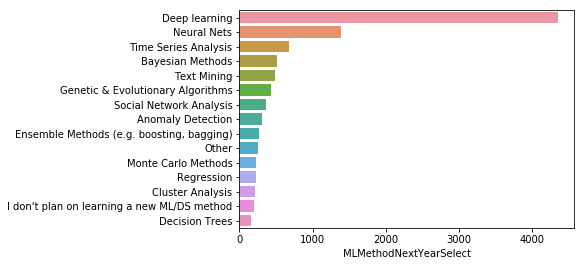 Deep learning
Neural Nets
Time Series Analysis
Bayesian Methods
Text Mining
Genetic & Evolutionary Algorithms
Social Network Analysis
Anomaly Detection
Ensemble Methods (e.g. boosting, bagging)
Other
Monte Carlo Methods
Regression
Cluster Analysis
I don't plan on learning a new ML/DS method
Decision Trees
0 1000 2000 3000 4000
MLMethodNextYearSelect